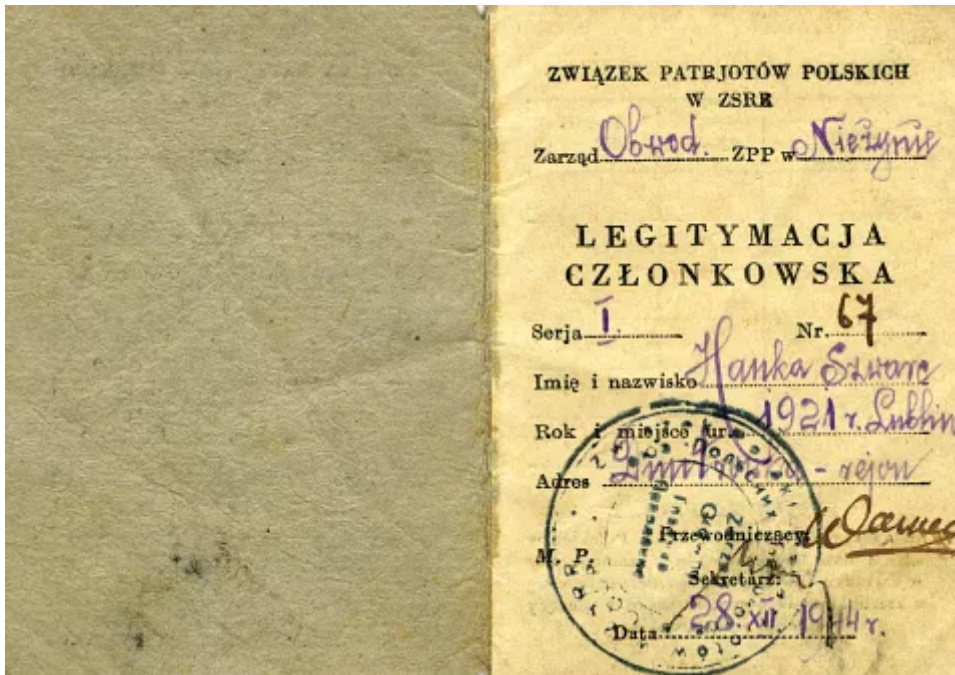 ZWIĄZEK PATRJOTÓW POLSKICH
W ZSRR
Zarząd Obwod. ZPP w Nieżynie
LEGITYMACJA
CZŁONKOWSKA
Serja I Nr. 67
Imię i nazwisko Hanka Szwarc
Rok i miejsce ur. 1921 r. Lublin
Adres - rejon
Przewodniczący:
M. P.
Sekretarz:
Data 28.XII 1944 r.